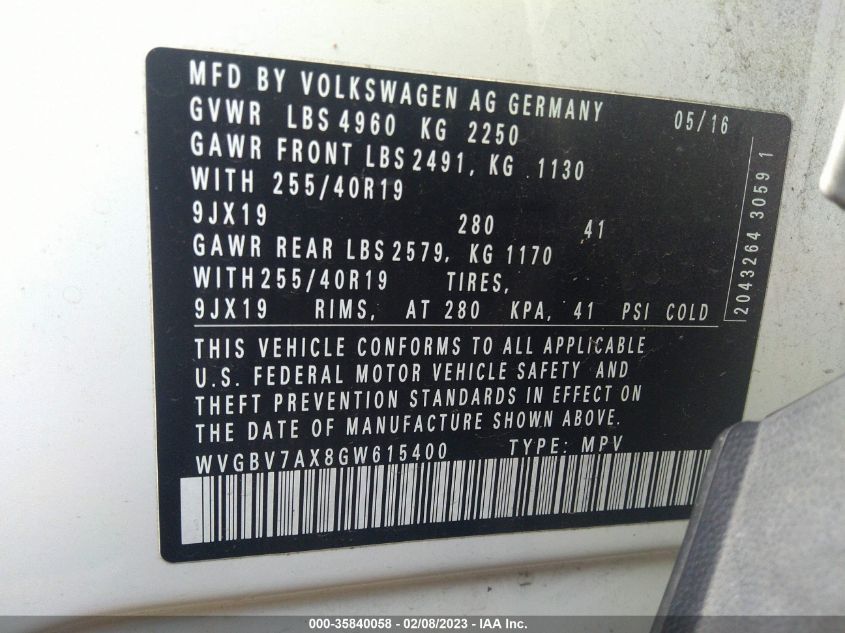 MFD BY VOLKSWAGEN AG GERMANY 05/16
GVWR LBS 4960 KG 2250
GAWR FRONT LBS 2491, KG 1130
WITH 255/40R19
9JX19 280 41
GAWR REAR LBS 2579, KG 1170
WITH 255/40R19 TIRES,
9JX19 RIMS, AT 280 KPA, 41 PSI COLD
THIS VEHICLE CONFORMS TO ALL APPLICABLE
U.S. FEDERAL MOTOR VEHICLE SAFETY AND
THEFT PREVENTION STANDARDS IN EFFECT ON
THE DATE OF MANUFACTURE SHOWN ABOVE.
WVGBV7AX8GW615400 TYPE: MPV
2043264 3059 1
000-35840058 - 02/08/2023 - IAA Inc.